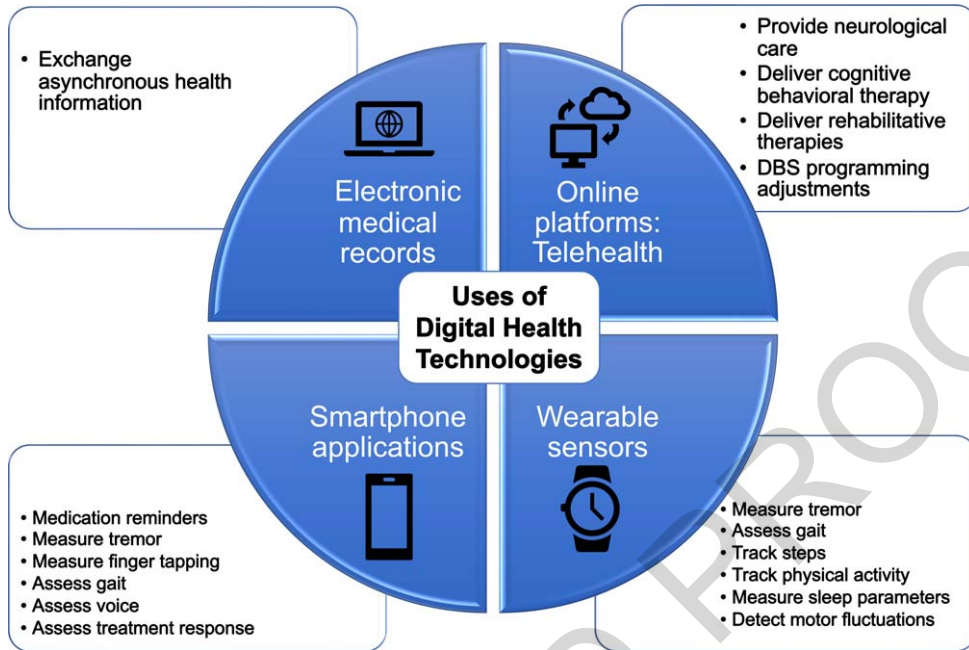 • Exchange
asynchronous health
information
• Provide neurological
care
• Deliver cognitive
behavioral therapy
• Deliver rehabilitative
therapies
• DBS programming
adjustments
Electronic
medical
records
Online
platforms:
Telehealth
Uses of
Digital Health
Technologies
Smartphone
applications
Wearable
sensors
• Medication reminders
• Measure tremor
• Measure finger tapping
• Assess gait
• Assess voice
• Assess treatment response
• Measure tremor
• Assess gait
• Track steps
• Track physical activity
• Measure sleep parameters
• Detect motor fluctuations